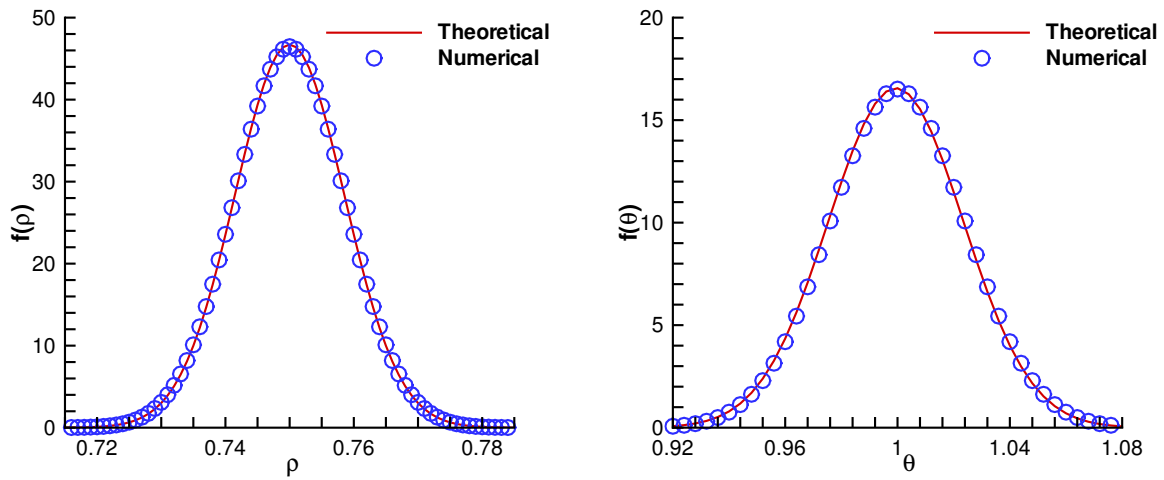 50
40
30
20
10
0
f(ρ)
Theoretical
Numerical
0.72
0.74
0.76
0.78
ρ
20
15
10
5
0
f(θ)
Theoretical
Numerical
0.92
0.96
1
1.04
1.08
θ